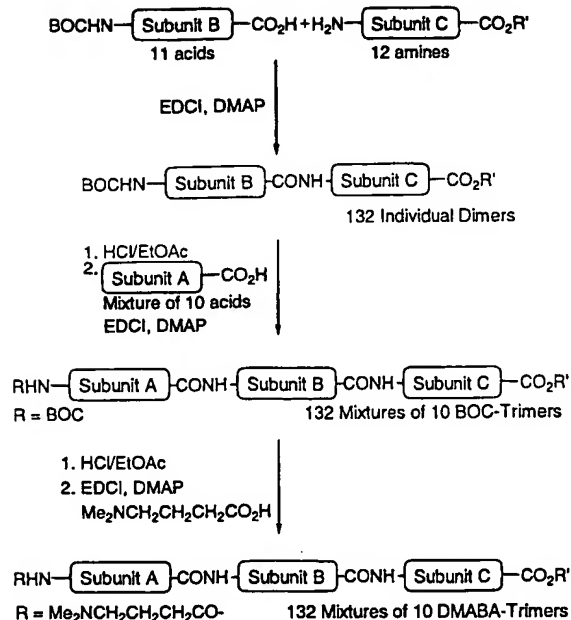 BOCHN—Subunit B—CO₂H + H₂N—Subunit C—CO₂R'
11 acids 12 amines
EDCI, DMAP
BOCHN—Subunit B—CONH—Subunit C—CO₂R'
132 Individual Dimers
1. HCl/EtOAc
2. Subunit A—CO₂H
Mixture of 10 acids
EDCI, DMAP
RHN—Subunit A—CONH—Subunit B—CONH—Subunit C—CO₂R'
R = BOC 132 Mixtures of 10 BOC-Trimers
1. HCl/EtOAc
2. EDCI, DMAP
Me₂NCH₂CH₂CH₂CO₂H
RHN—Subunit A—CONH—Subunit B—CONH—Subunit C—CO₂R'
R = Me₂NCH₂CH₂CH₂CO- 132 Mixtures of 10 DMABA-Trimers